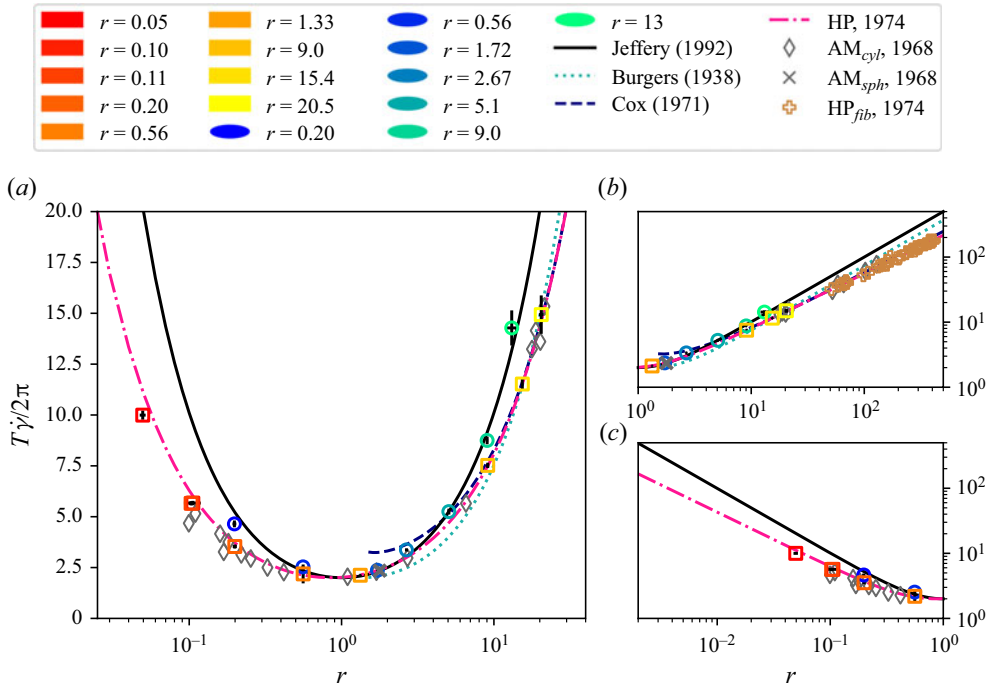 r = 0.05 r = 1.33 r = 0.56 r = 13 HP, 1974
r = 0.10 r = 9.0 r = 1.72 Jeffery (1992) AM_cyl, 1968
r = 0.11 r = 15.4 r = 2.67 Burgers (1938) AM_sph, 1968
r = 0.20 r = 20.5 r = 5.1 Cox (1971) HP_fib, 1974
r = 0.56 r = 0.20 r = 9.0
(a)
20.0
17.5
15.0
12.5
10.0
7.5
5.0
2.5
0
Tγ̇/2π
10⁻¹ 10⁰ 10¹
r
(b)
10²
10¹
10⁰
10⁰ 10¹ 10²
(c)
10²
10¹
10⁰
10⁻² 10⁻¹ 10⁰
r